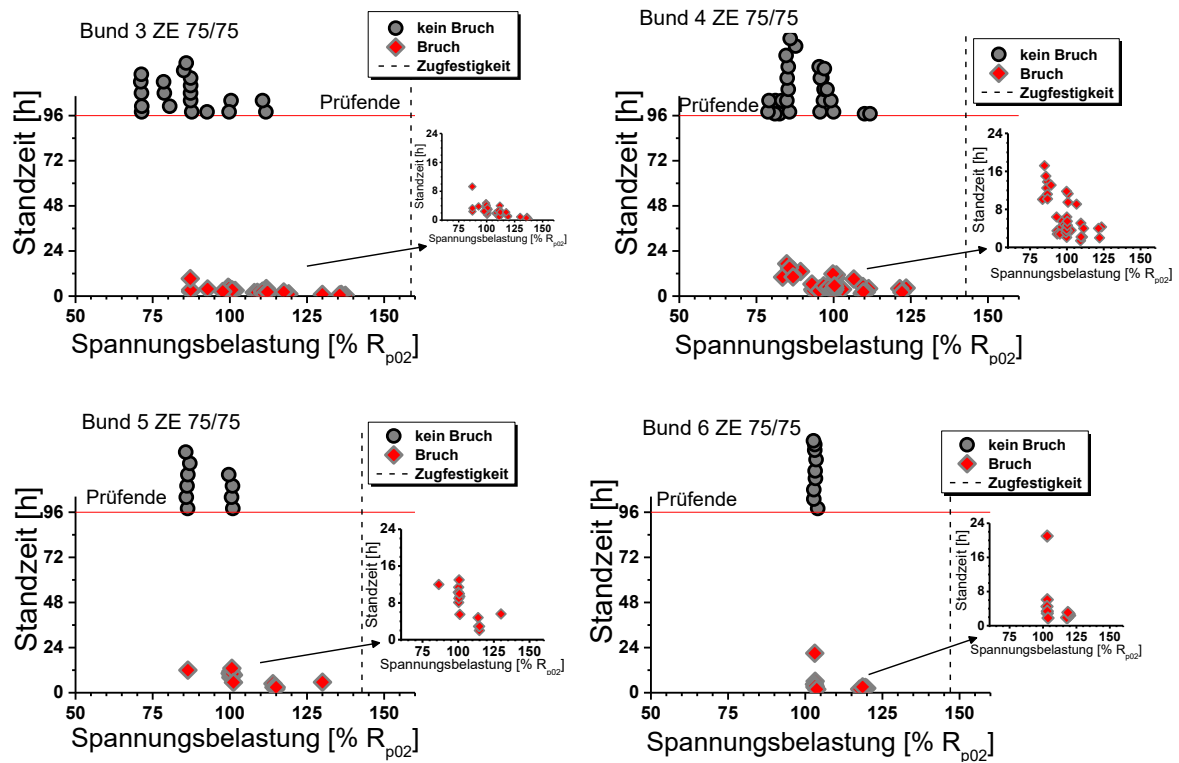 Bund 3 ZE 75/75
kein Bruch
Bruch
Zugfestigkeit
Prüfende
Standzeit [h]
96
72
48
24
0
50 75 100 125 150
Spannungsbelastung [% Rp02]
Standzeit [h]
24
16
8
0
75 100 125 150
Spannungsbelastung [% Rp02]
Bund 4 ZE 75/75
kein Bruch
Bruch
Zugfestigkeit
Prüfende
Standzeit [h]
96
72
48
24
0
50 75 100 125 150
Spannungsbelastung [% Rp02]
Standzeit [h]
24
16
8
0
75 100 125 150
Spannungsbelastung [% Rp02]
Bund 5 ZE 75/75
kein Bruch
Bruch
Zugfestigkeit
Prüfende
Standzeit [h]
96
72
48
24
0
50 75 100 125 150
Spannungsbelastung [% Rp02]
Standzeit [h]
24
16
8
0
75 100 125 150
Spannungsbelastung [% Rp02]
Bund 6 ZE 75/75
kein Bruch
Bruch
Zugfestigkeit
Prüfende
Standzeit [h]
96
72
48
24
0
50 75 100 125 150
Spannungsbelastung [% Rp02]
Standzeit [h]
24
16
8
0
75 100 125 150
Spannungsbelastung [% Rp02]